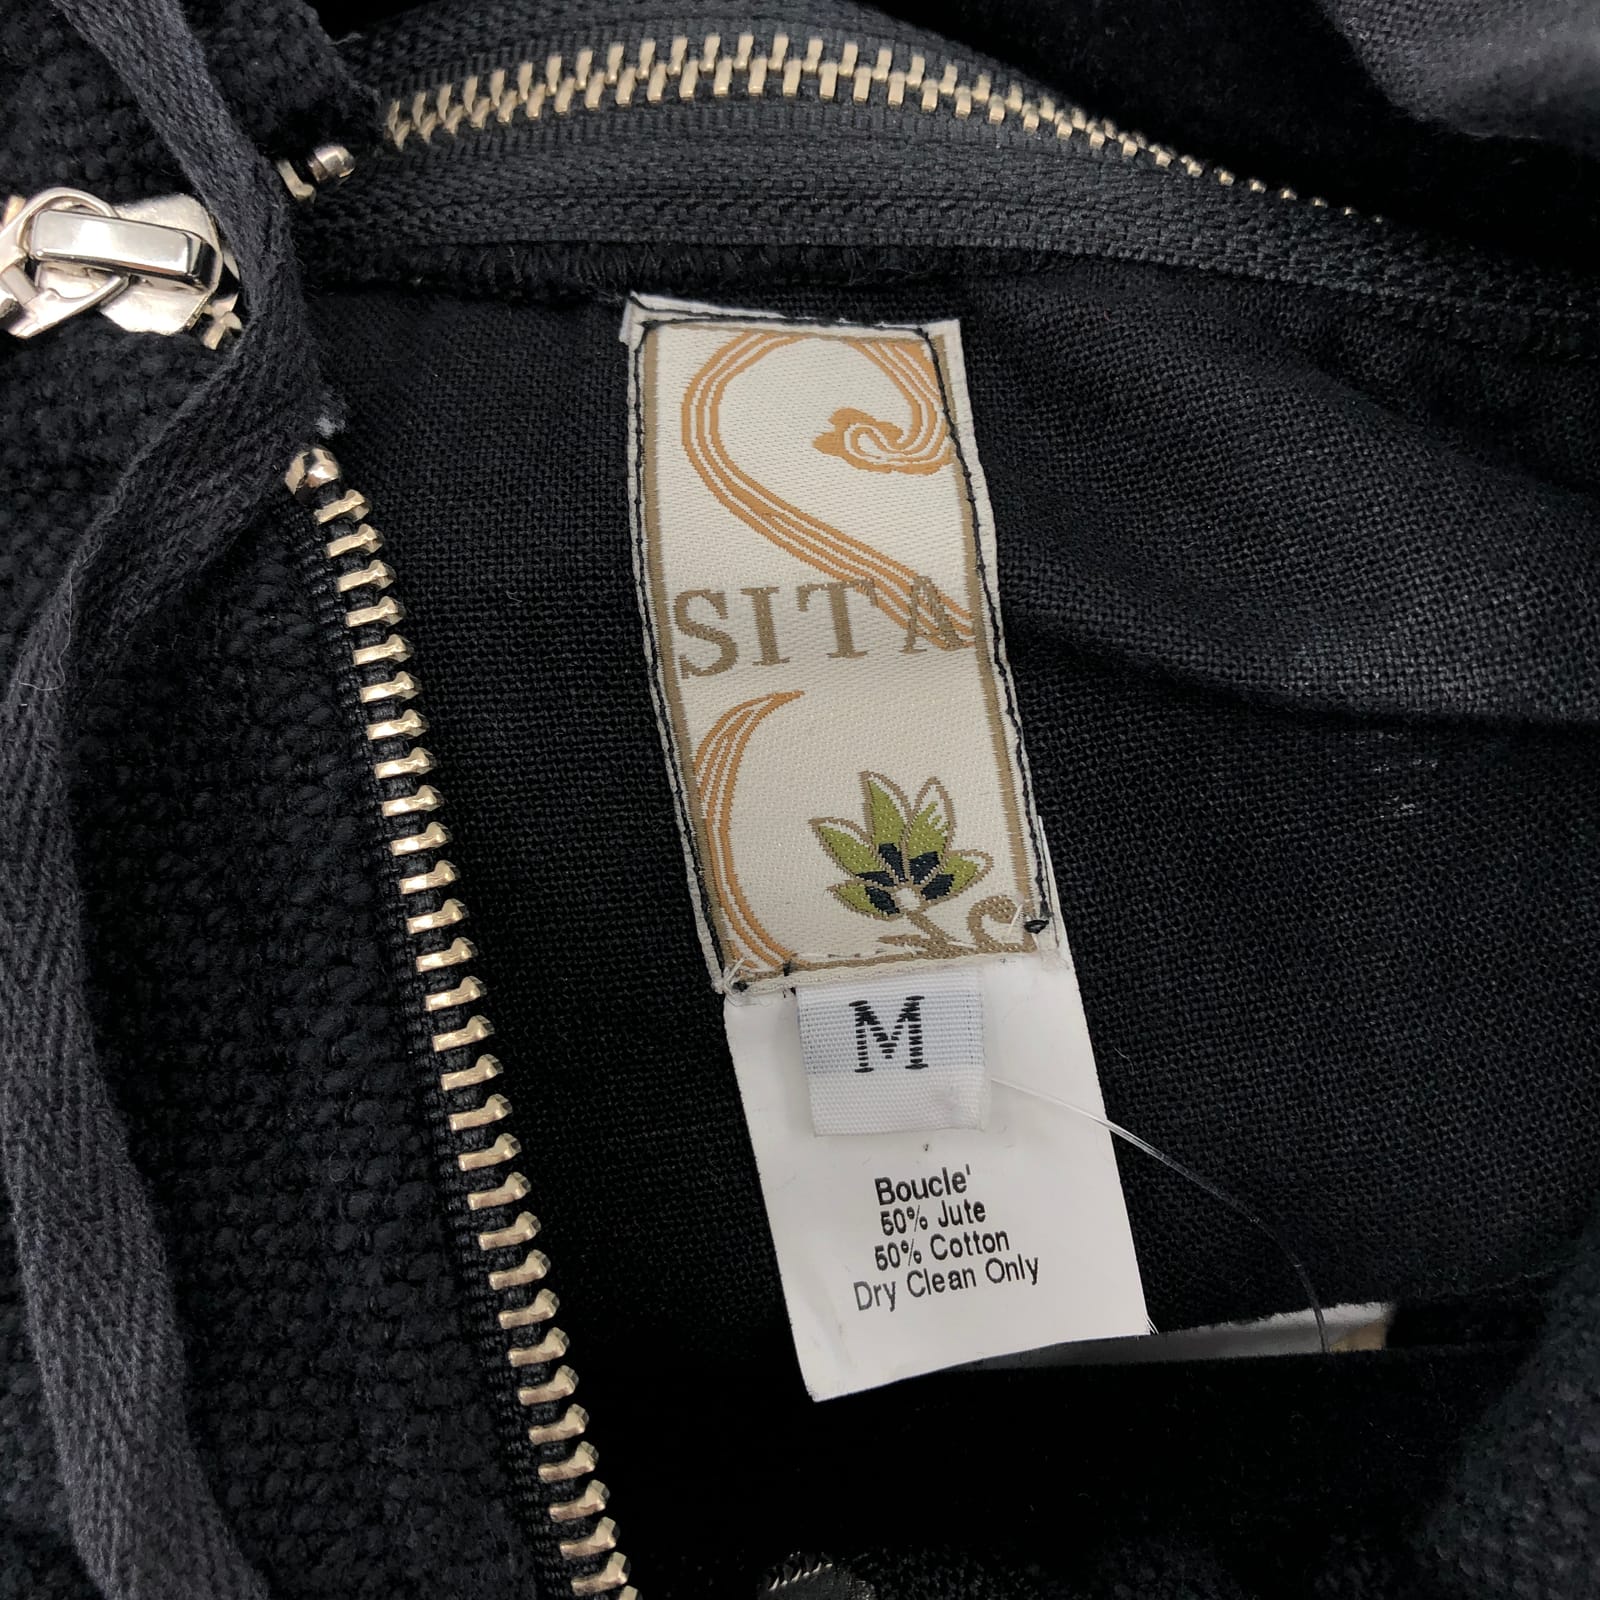 SITA
M
Boucle'
50% Jute
50% Cotton
Dry Clean Only